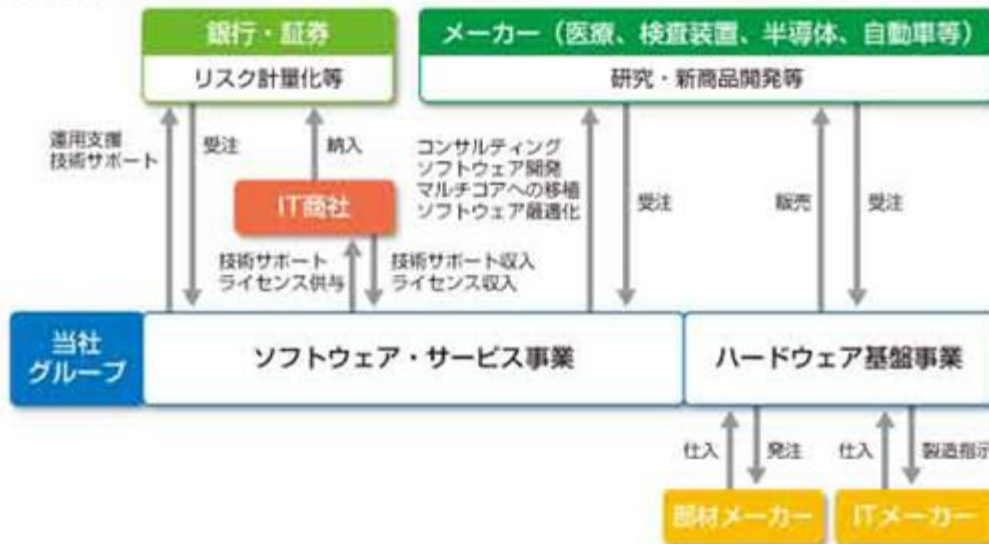 銀行・証券
リスク計量化等
メーカー（医療、検査装置、半導体、自動車等）
研究・新商品開発等
運用支援
技術サポート
受注
納入
コンサルティング
ソフトウェア開発
マルチコアへの移植
ソフトウェア最適化
受注
販売
受注
IT商社
技術サポート
ライセンス供与
技術サポート収入
ライセンス収入
当社
グループ
ソフトウェア・サービス事業
ハードウェア基盤事業
仕入
発注
仕入
製造指示
部材メーカー
ITメーカー